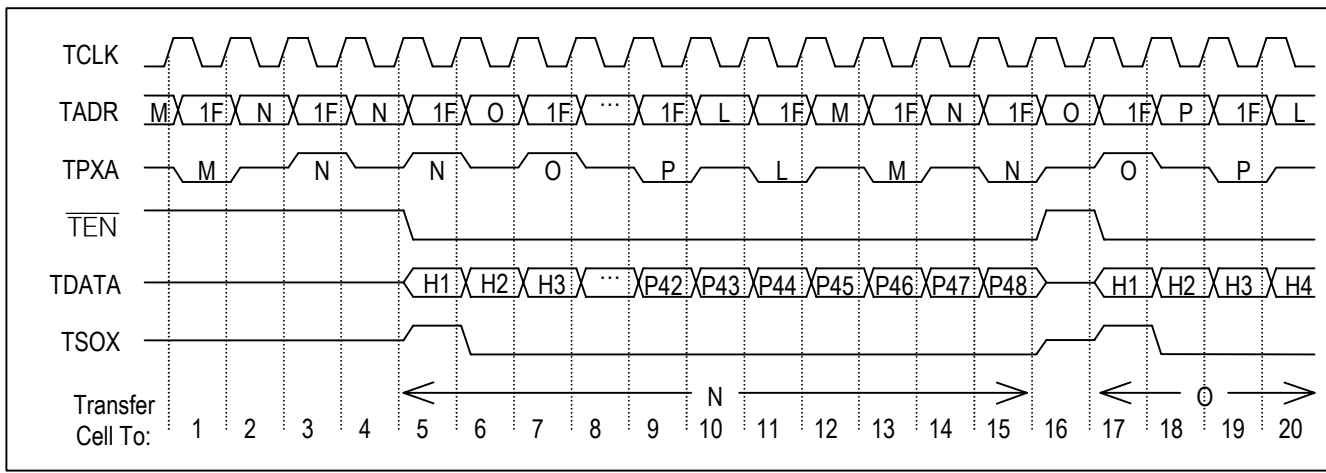 TCLK
TADR M 1F N 1F N 1F O 1F ... 1F L 1F M 1F N 1F O 1F P 1F L
TPXA M N N O P L M N O P
TEN
TDATA H1 H2 H3 ... P42 P43 P44 P45 P46 P47 P48 H1 H2 H3 H4
TSOX
N O
Transfer
Cell To: 1 2 3 4 5 6 7 8 9 10 11 12 13 14 15 16 17 18 19 20